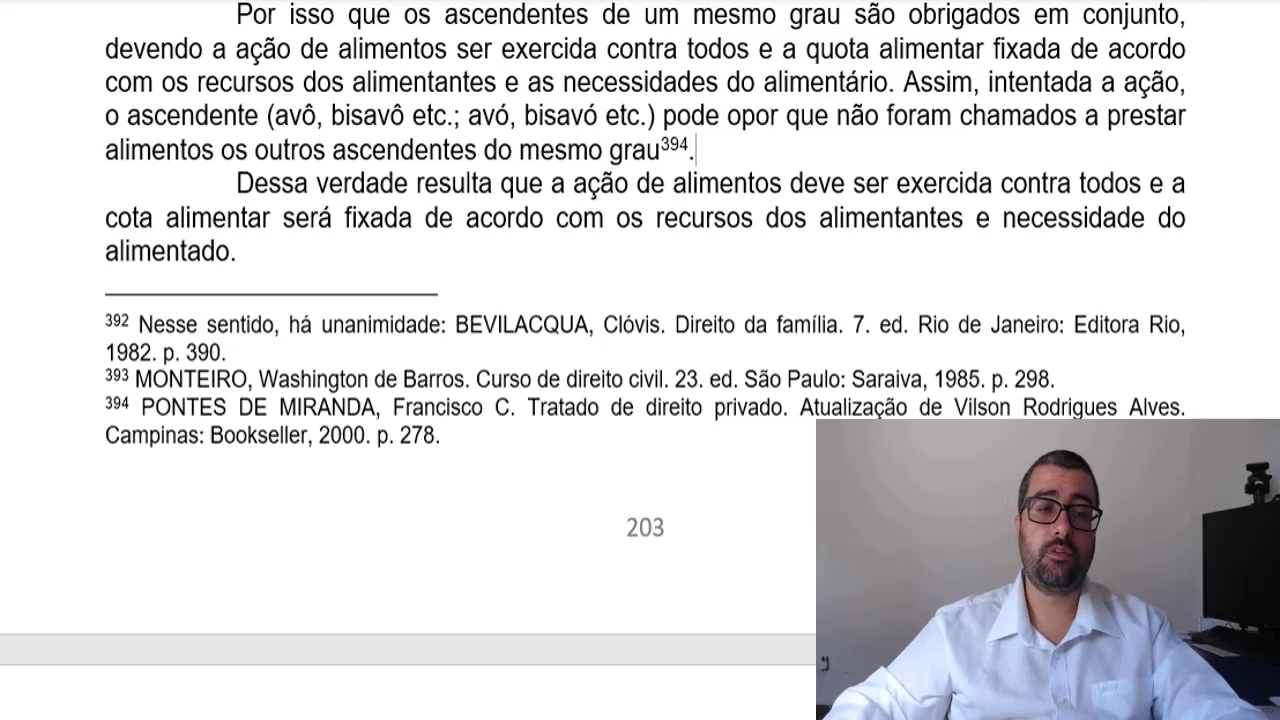 Por isso que os ascendentes de um mesmo grau são obrigados em conjunto,
devendo a ação de alimentos ser exercida contra todos e a quota alimentar fixada de acordo
com os recursos dos alimentantes e as necessidades do alimentário. Assim, intentada a ação,
o ascendente (avô, bisavô etc.; avó, bisavó etc.) pode opor que não foram chamados a prestar
alimentos os outros ascendentes do mesmo grau³⁹⁴.
Dessa verdade resulta que a ação de alimentos deve ser exercida contra todos e a
cota alimentar será fixada de acordo com os recursos dos alimentantes e necessidade do
alimentado.
³⁹² Nesse sentido, há unanimidade: BEVILACQUA, Clóvis. Direito da família. 7. ed. Rio de Janeiro: Editora Rio,
1982. p. 390.
³⁹³ MONTEIRO, Washington de Barros. Curso de direito civil. 23. ed. São Paulo: Saraiva, 1985. p. 298.
³⁹⁴ PONTES DE MIRANDA, Francisco C. Tratado de direito privado. Atualização de Vilson Rodrigues Alves.
Campinas: Bookseller, 2000. p. 278.
203